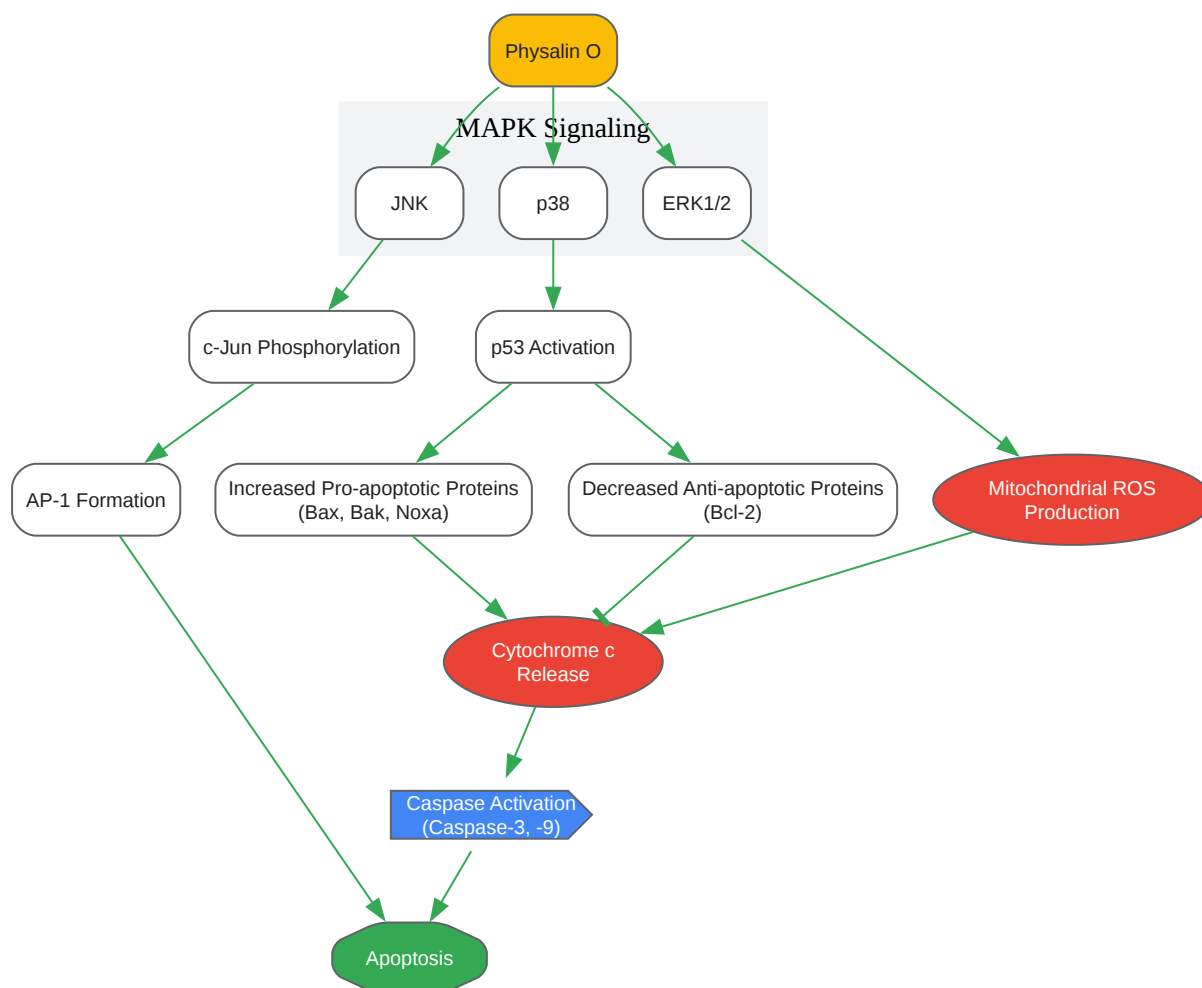 Physalin O
MAPK Signaling
JNK
p38
ERK1/2
c-Jun Phosphorylation
p53 Activation
AP-1 Formation
Increased Pro-apoptotic Proteins
(Bax, Bak, Noxa)
Decreased Anti-apoptotic Proteins
(Bcl-2)
Mitochondrial ROS
Production
Cytochrome c
Release
Caspase Activation
(Caspase-3, -9)
Apoptosis